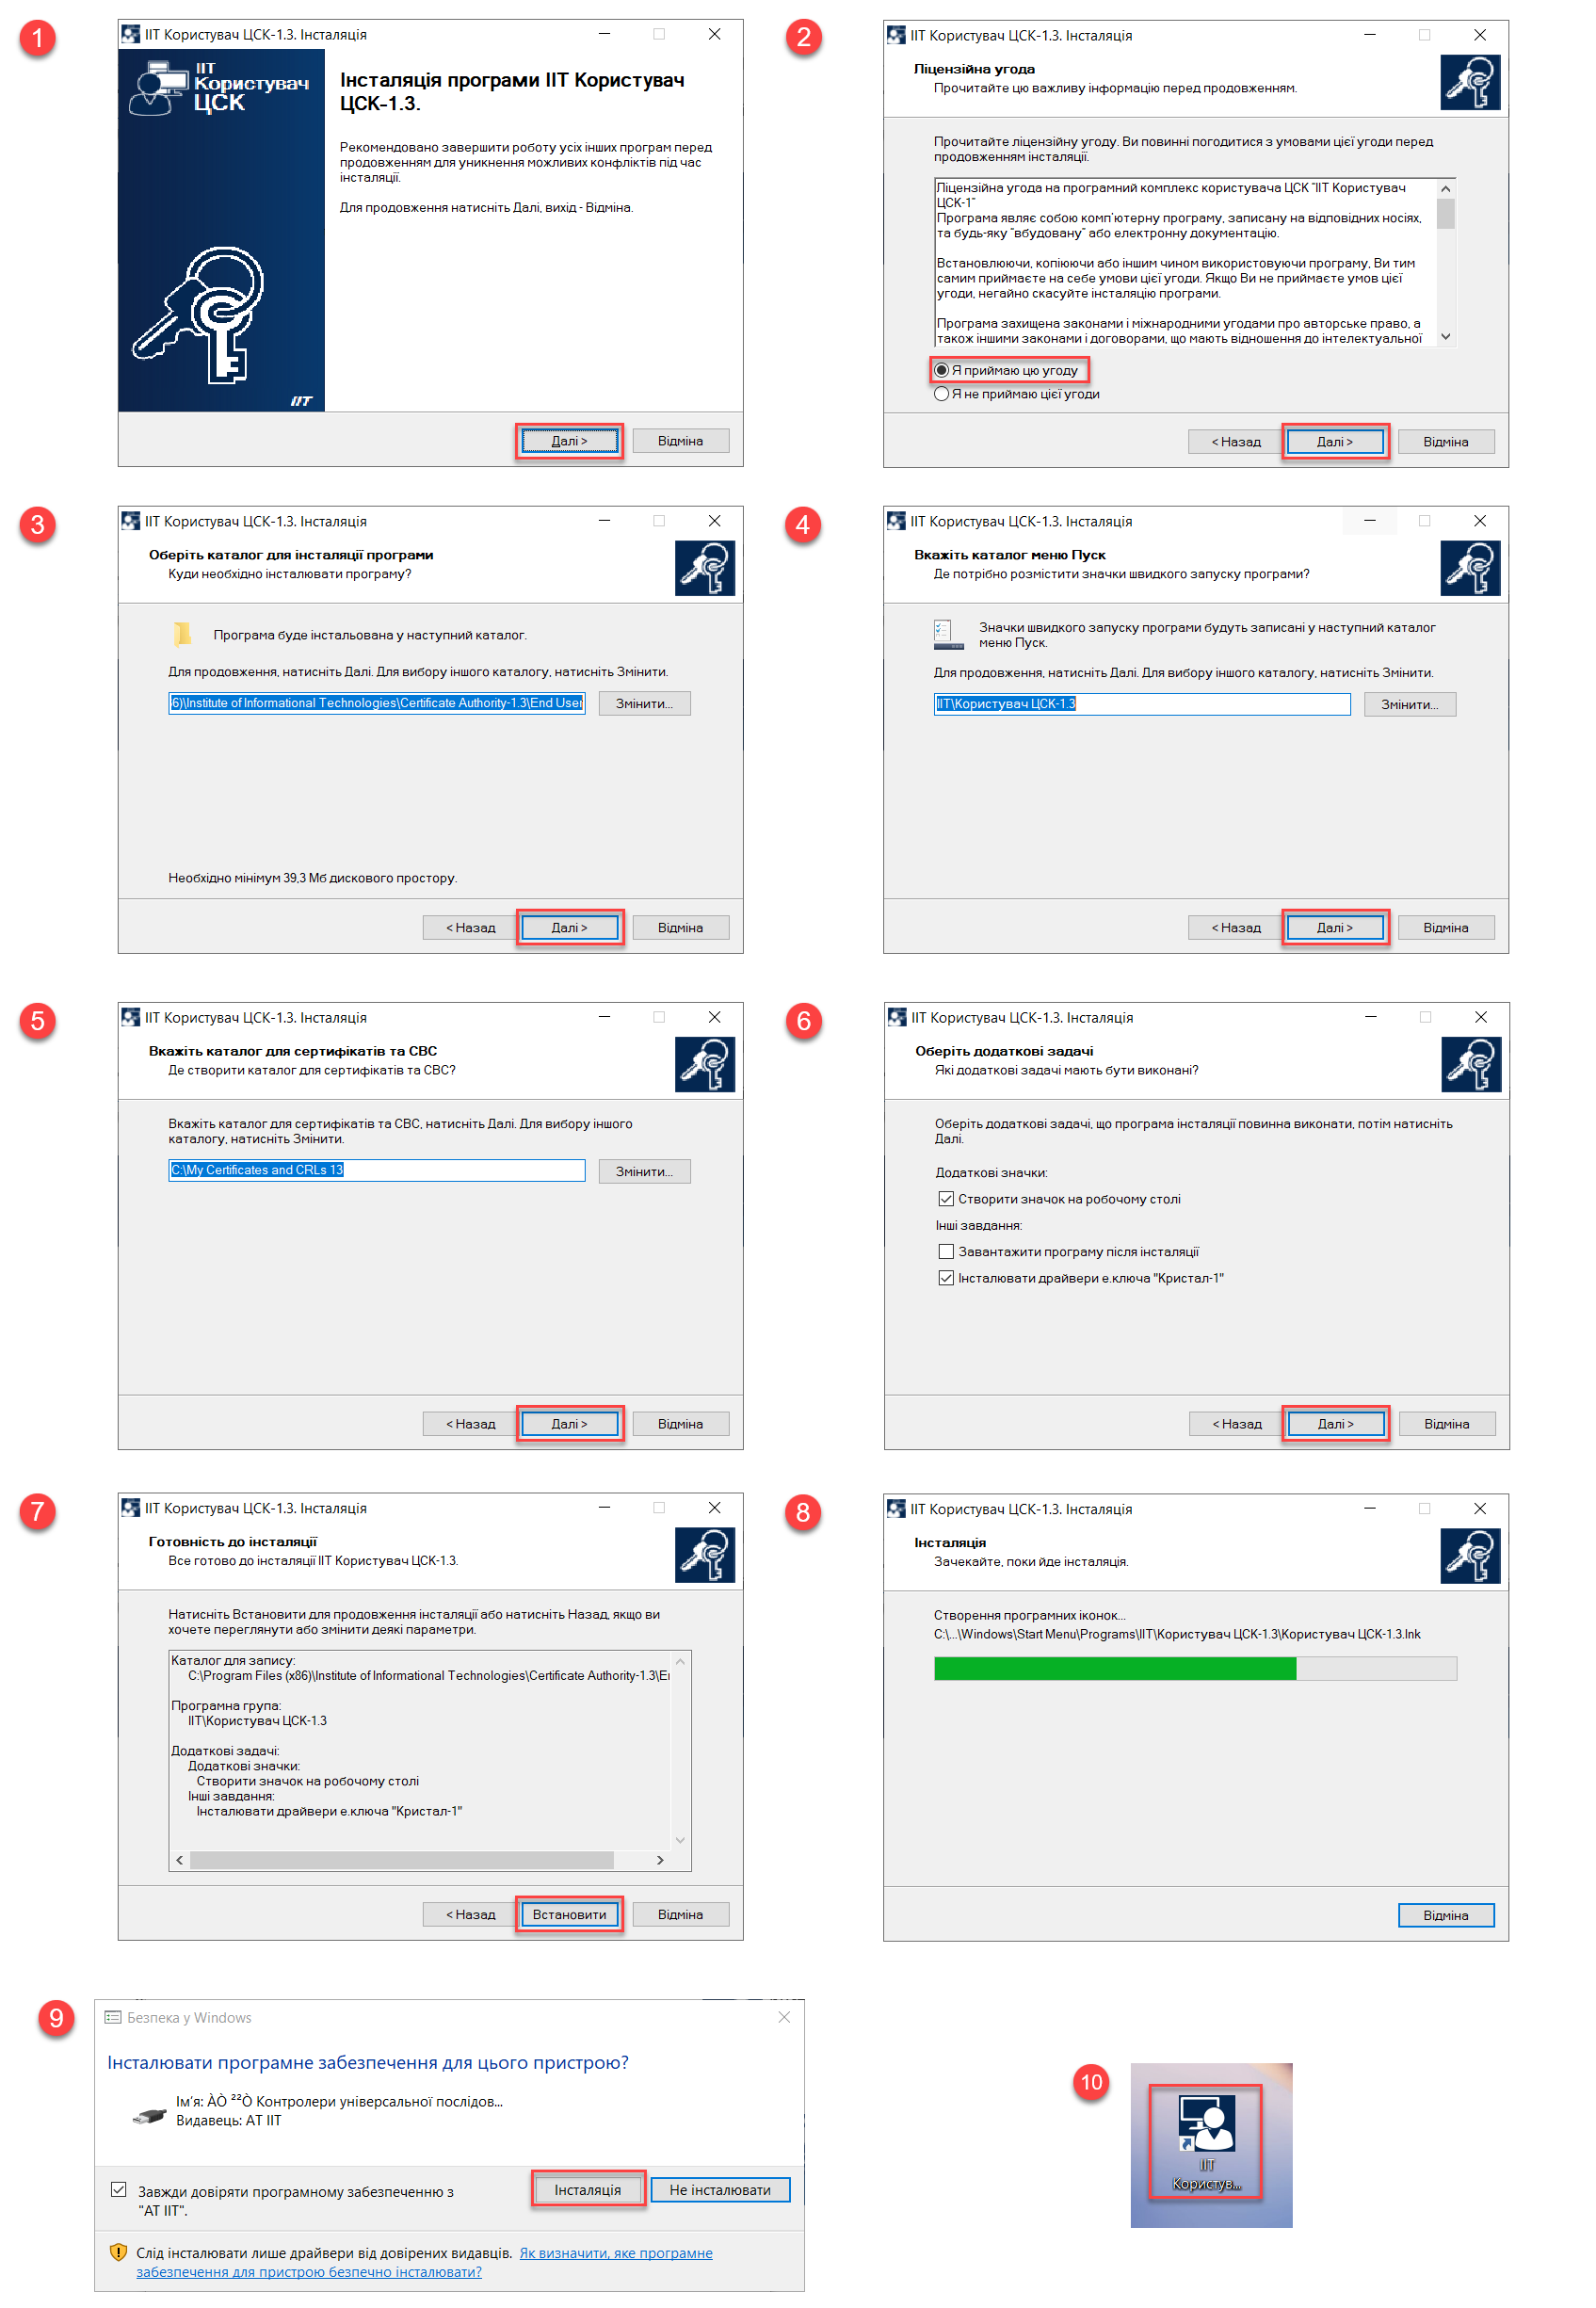 1
ІІТ Користувач ЦСК-1.3. Інсталяція
ІІТ
Користувач
ЦСК
Інсталяція програми ІІТ Користувач
ЦСК-1.3.
Рекомендовано завершити роботу усіх інших програм перед
продовженням для уникнення можливих конфліктів під час
інсталяції.
Для продовження натисніть Далі, вихід - Відміна.
ІІТ
Далі >
Відміна
2
ІІТ Користувач ЦСК-1.3. Інсталяція
Ліцензійна угода
Прочитайте цю важливу інформацію перед продовженням.
Прочитайте ліцензійну угоду. Ви повинні погодитися з умовами цієї угоди перед
продовженням інсталяції.
Ліцензійна угода на програмний комплекс користувача ЦСК "ІІТ Користувач
ЦСК-1"
Програма являє собою комп'ютерну програму, записану на відповідних носіях,
та будь-яку "вбудовану" або електронну документацію.
Встановлюючи, копіюючи або іншим чином використовуючи програму, Ви тим
самим приймаєте на себе умови цієї угоди. Якщо Ви не приймаєте умов цієї
угоди, негайно скасуйте інсталяцію програми.
Програма захищена законами і міжнародними угодами про авторське право, а
також іншими законами і договорами, що мають відношення до інтелектуальної
Я приймаю цю угоду
Я не приймаю цієї угоди
< Назад
Далі >
Відміна
3
ІІТ Користувач ЦСК-1.3. Інсталяція
Оберіть каталог для інсталяції програми
Куди необхідно інсталювати програму?
Програма буде інстальована у наступний каталог.
Для продовження, натисніть Далі. Для вибору іншого каталогу, натисніть Змінити.
6)\Institute of Informational Technologies\Certificate Authority-1.3\End User
Змінити...
Необхідно мінімум 39,3 Мб дискового простору.
< Назад
Далі >
Відміна
4
ІІТ Користувач ЦСК-1.3. Інсталяція
Вкажіть каталог меню Пуск
Де потрібно розмістити значки швидкого запуску програми?
Значки швидкого запуску програми будуть записані у наступний каталог
меню Пуск.
Для продовження, натисніть Далі. Для вибору іншого каталогу, натисніть Змінити.
ІІТ\Користувач ЦСК-1.3
Змінити...
< Назад
Далі >
Відміна
5
ІІТ Користувач ЦСК-1.3. Інсталяція
Вкажіть каталог для сертифікатів та СВС
Де створити каталог для сертифікатів та СВС?
Вкажіть каталог для сертифікатів та СВС, натисніть Далі. Для вибору іншого
каталогу, натисніть Змінити.
C:\My Certificates and CRLs 13
Змінити...
< Назад
Далі >
Відміна
6
ІІТ Користувач ЦСК-1.3. Інсталяція
Оберіть додаткові задачі
Які додаткові задачі мають бути виконані?
Оберіть додаткові задачі, що програма інсталяції повинна виконати, потім натисніть
Далі.
Додаткові значки:
Створити значок на робочому столі
Інші завдання:
Завантажити програму після інсталяції
Інсталювати драйвери е.ключа "Кристал-1"
< Назад
Далі >
Відміна
7
ІІТ Користувач ЦСК-1.3. Інсталяція
Готовність до інсталяції
Все готово до інсталяції ІІТ Користувач ЦСК-1.3.
Натисніть Встановити для продовження інсталяції або натисніть Назад, якщо ви
хочете переглянути або змінити деякі параметри.
Каталог для запису:
C:\Program Files (x86)\Institute of Informational Technologies\Certificate Authority-1.3\E
Програмна група:
ІІТ\Користувач ЦСК-1.3
Додаткові задачі:
Додаткові значки:
Створити значок на робочому столі
Інші завдання:
Інсталювати драйвери е.ключа "Кристал-1"
< Назад
Встановити
Відміна
8
ІІТ Користувач ЦСК-1.3. Інсталяція
Інсталяція
Зачекайте, поки йде інсталяція.
Створення програмних іконок...
C:\...\Windows\Start Menu\Programs\ІІТ\Користувач ЦСК-1.3\Користувач ЦСК-1.3.lnk
Відміна
9
Безпека у Windows
Інсталювати програмне забезпечення для цього пристрою?
Ім'я: ÀÒ ²²Ò Контролери універсальної послідов...
Видавець: АТ ІІТ
Завжди довіряти програмному забезпеченню з
"АТ ІІТ".
Інсталяція
Не інсталювати
Слід інсталювати лише драйвери від довірених видавців. Як визначити, яке програмне
забезпечення для пристрою безпечно інсталювати?
10
ІІТ
Користув...